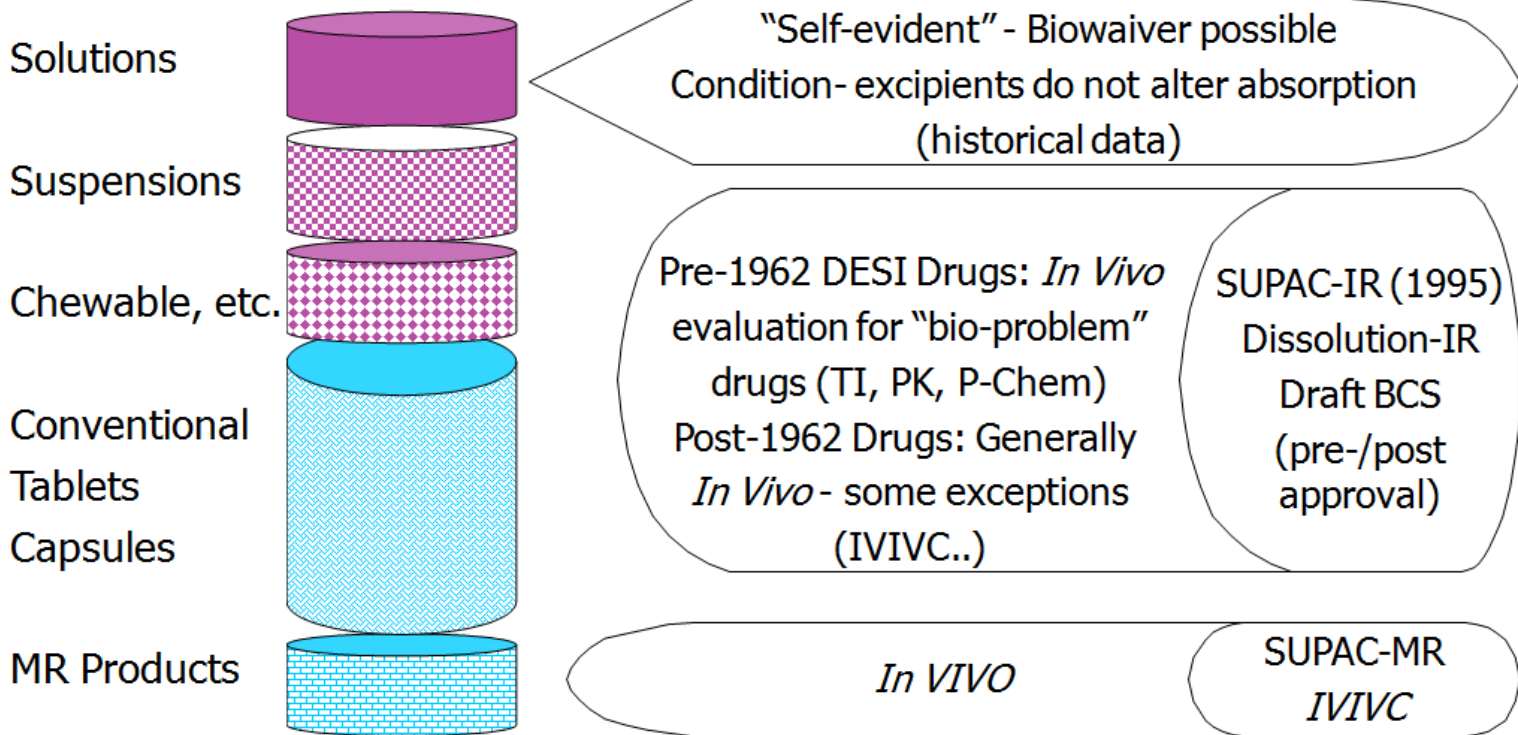 Solutions
Suspensions
Chewable, etc.
Conventional
Tablets
Capsules
MR Products
“Self-evident” - Biowaiver possible
Condition- excipients do not alter absorption
(historical data)
Pre-1962 DESI Drugs: In Vivo
evaluation for “bio-problem”
drugs (TI, PK, P-Chem)
Post-1962 Drugs: Generally
In Vivo - some exceptions
(IVIVC..)
SUPAC-IR (1995)
Dissolution-IR
Draft BCS
(pre-/post
approval)
In VIVO
SUPAC-MR
IVIVC